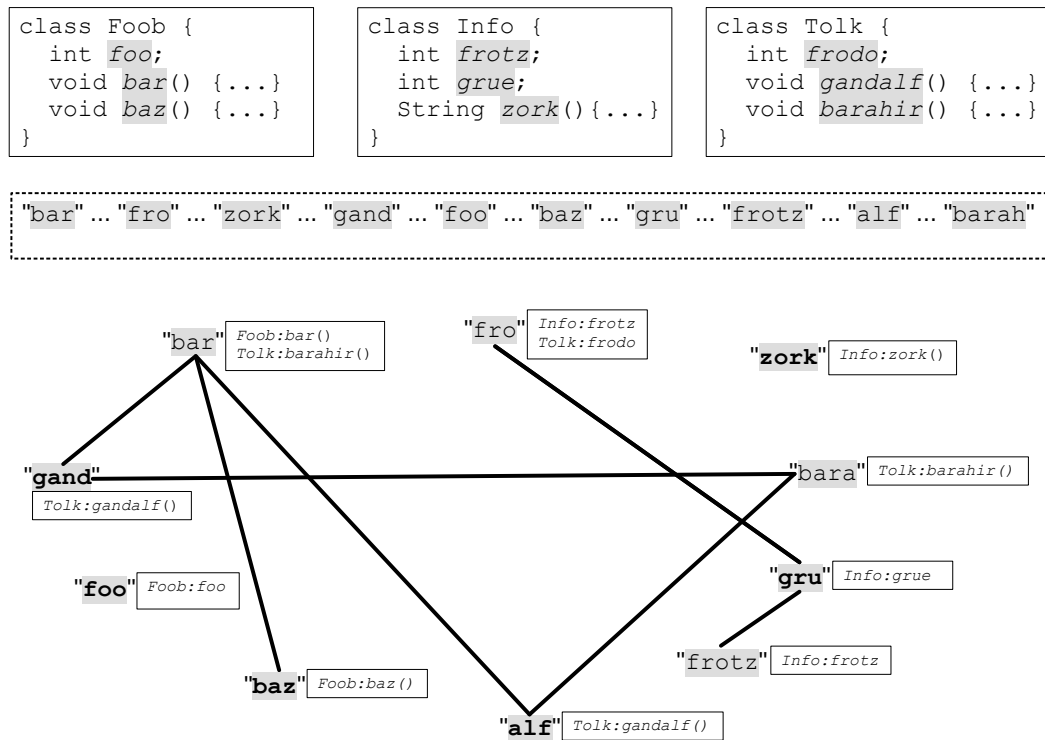 class Foob {
  int foo;
  void bar() {...}
  void baz() {...}
}
class Info {
  int frotz;
  int grue;
  String zork(){...}
}
class Tolk {
  int frodo;
  void gandalf() {...}
  void barahir() {...}
}
"bar" ... "fro" ... "zork" ... "gand" ... "foo" ... "baz" ... "gru" ... "frotz" ... "alf" ... "barah"
"bar" Foob:bar()
Tolk:barahir()
"fro" Info:frotz
Tolk:frodo
"zork" Info:zork()
"gand"
Tolk:gandalf()
"bara" Tolk:barahir()
"foo" Foob:foo
"gru" Info:grue
"frotz" Info:frotz
"baz" Foob:baz()
"alf" Tolk:gandalf()